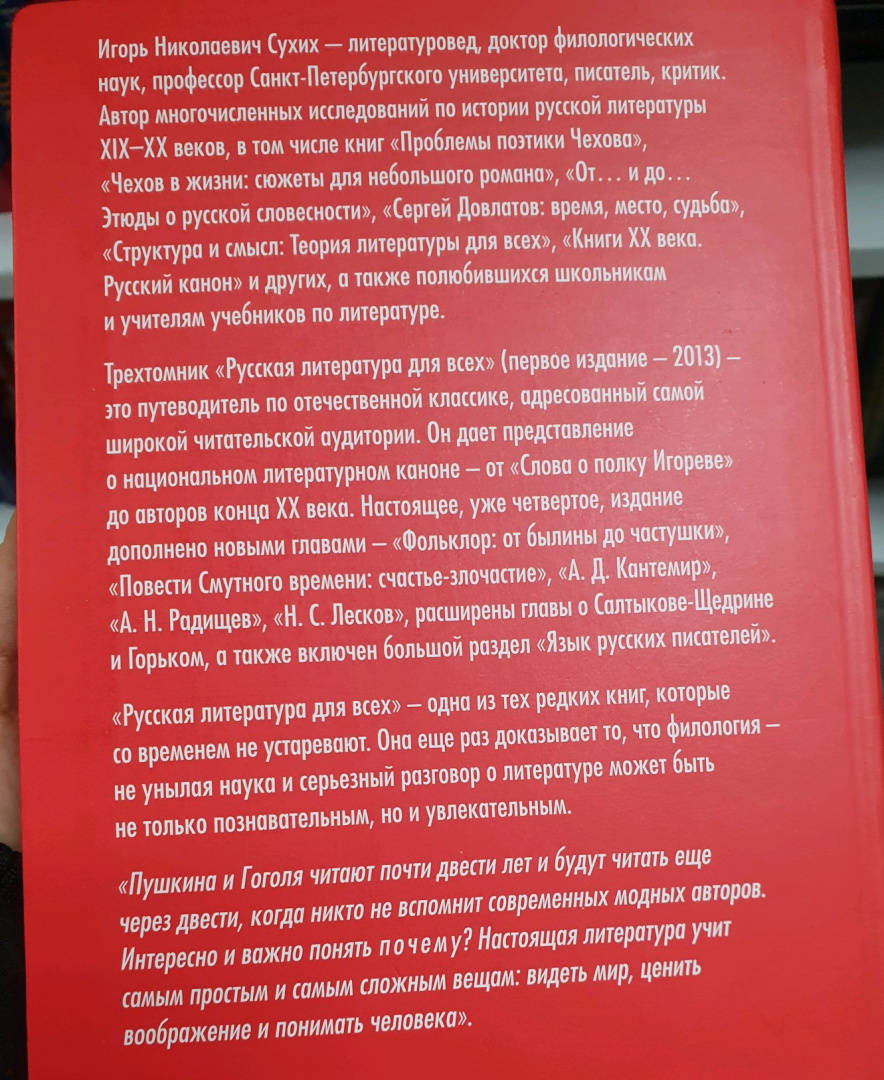 Игорь Николаевич Сухих — литературовед, доктор филологических
наук, профессор Санкт-Петербургского университета, писатель, критик.
Автор многочисленных исследований по истории русской литературы
XIX–XX веков, в том числе книг «Проблемы поэтики Чехова»,
«Чехов в жизни: сюжеты для небольшого романа», «От… и до…
Этюды о русской словесности», «Сергей Довлатов: время, место, судьба»,
«Структура и смысл: Теория литературы для всех», «Книги XX века.
Русский канон» и других, а также полюбившихся школьникам
и учителям учебников по литературе.
Трехтомник «Русская литература для всех» (первое издание – 2013) –
это путеводитель по отечественной классике, адресованный самой
широкой читательской аудитории. Он дает представление
о национальном литературном каноне – от «Слова о полку Игореве»
до авторов конца XX века. Настоящее, уже четвертое, издание
дополнено новыми главами – «Фольклор: от былины до частушки»,
«Повести Смутного времени: счастье-злочастие», «А. Д. Кантемир»,
«А. Н. Радищев», «Н. С. Лесков», расширены главы о Салтыкове-Щедрине
и Горьком, а также включен большой раздел «Язык русских писателей».
«Русская литература для всех» – одна из тех редких книг, которые
со временем не устаревают. Она еще раз доказывает то, что филология –
не унылая наука и серьезный разговор о литературе может быть
не только познавательным, но и увлекательным.
«Пушкина и Гоголя читают почти двести лет и будут читать еще
через двести, когда никто не вспомнит современных модных авторов.
Интересно и важно понять почему? Настоящая литература учит
самым простым и самым сложным вещам: видеть мир, ценить
воображение и понимать человека».